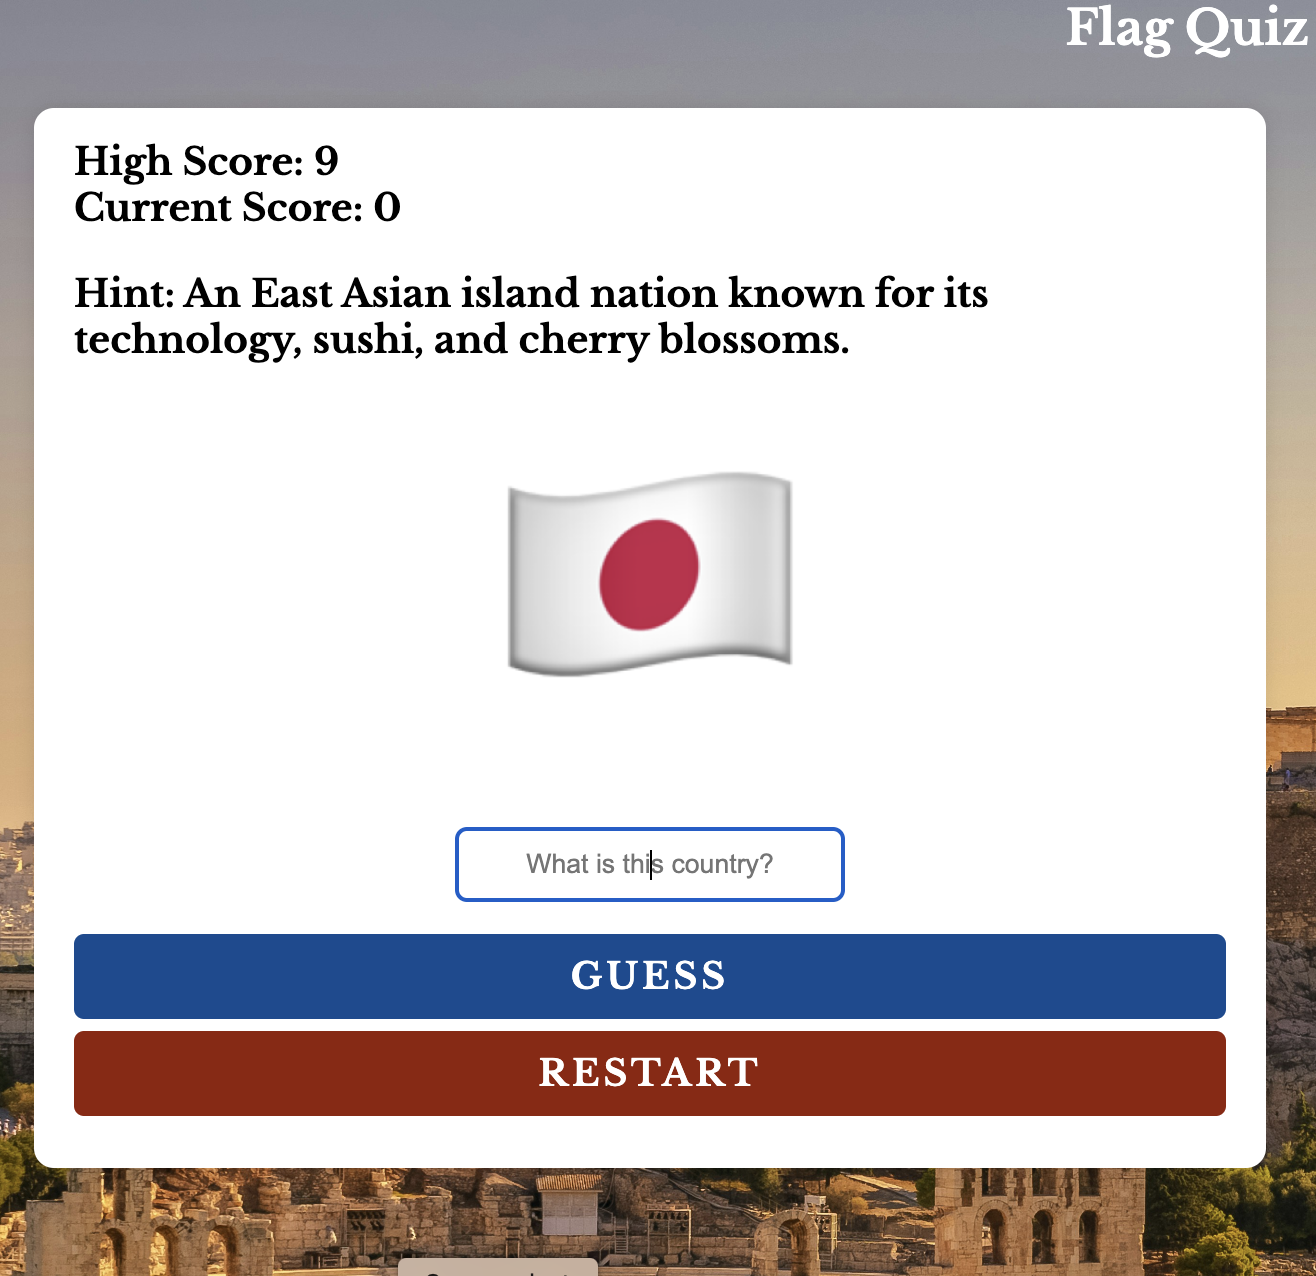 Flag Quiz
High Score: 9
Current Score: 0
Hint: An East Asian island nation known for its
technology, sushi, and cherry blossoms.
What is this country?
GUESS
RESTART